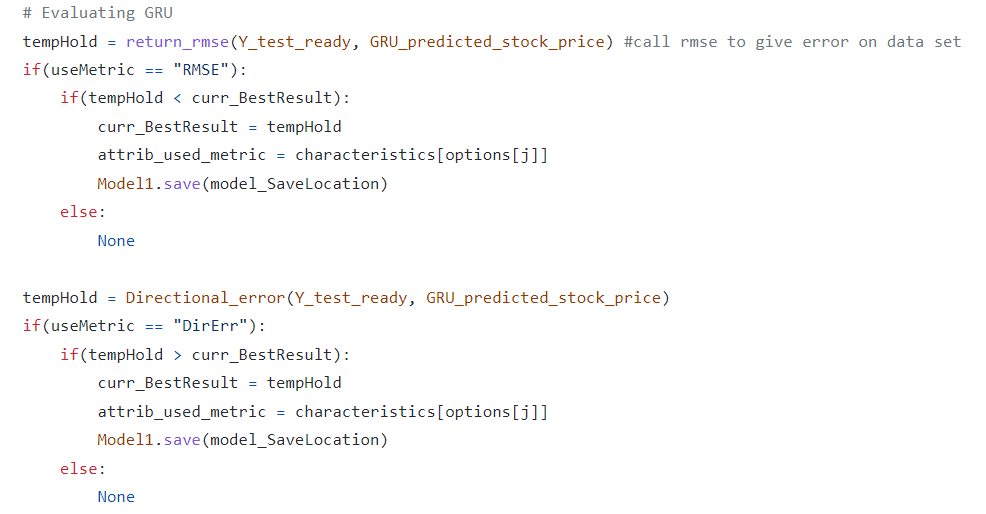 # Evaluating GRU
tempHold = return_rmse(Y_test_ready, GRU_predicted_stock_price) #call rmse to give error on data set
if(useMetric == "RMSE"):
    if(tempHold < curr_BestResult):
        curr_BestResult = tempHold
        attrib_used_metric = characteristics[options[j]]
        Model1.save(model_SaveLocation)
    else:
        None

tempHold = Directional_error(Y_test_ready, GRU_predicted_stock_price)
if(useMetric == "DirErr"):
    if(tempHold > curr_BestResult):
        curr_BestResult = tempHold
        attrib_used_metric = characteristics[options[j]]
        Model1.save(model_SaveLocation)
    else:
        None